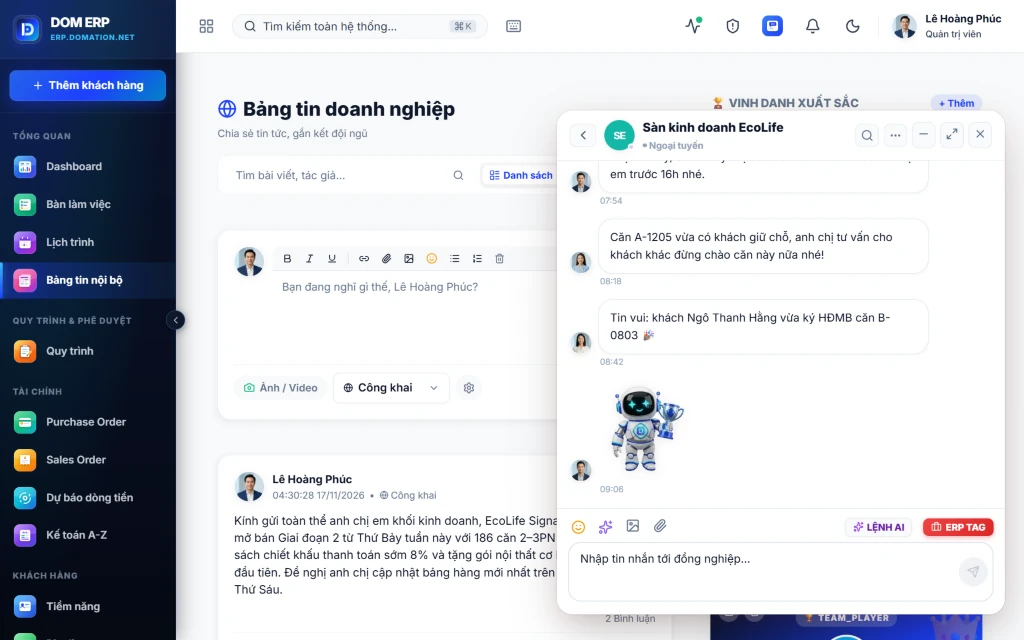 DOM ERP
ERP.DOMATION.NET
+ Thêm khách hàng
TỔNG QUAN
Dashboard
Bàn làm việc
Lịch trình
Bảng tin nội bộ
QUY TRÌNH & PHÊ DUYỆT
Quy trình
TÀI CHÍNH
Purchase Order
Sales Order
Dự báo dòng tiền
Kế toán A-Z
KHÁCH HÀNG
Tiềm năng
Tìm kiếm toàn hệ thống...
⌘K
Lê Hoàng Phúc
Quản trị viên
Bảng tin doanh nghiệp
Chia sẻ tin tức, gắn kết đội ngũ
Tìm bài viết, tác giả...
Danh sách
B I U
Bạn đang nghĩ gì thế, Lê Hoàng Phúc?
Ảnh / Video
Công khai
Lê Hoàng Phúc
04:30:28 17/11/2026 • Công khai
Kính gửi toàn thể anh chị em khối kinh doanh, EcoLife Signa
mở bán Giai đoạn 2 từ Thứ Bảy tuần này với 186 căn 2–3PN
sách chiết khấu thanh toán sớm 8% và tặng gói nội thất cơ
đầu tiên. Đề nghị anh chị cập nhật bảng hàng mới nhất trên
Thứ Sáu.
2 Bình luận
VINH DANH XUẤT SẮC
+ Thêm
SE
Sàn kinh doanh EcoLife
Ngoại tuyến
em trước 16h nhé.
07:54
Căn A-1205 vừa có khách giữ chỗ, anh chị tư vấn cho
khách khác đừng chào căn này nữa nhé!
08:18
Tin vui: khách Ngô Thanh Hằng vừa ký HĐMB căn B-
0803 🎉
08:42
09:06
LỆNH AI
ERP TAG
Nhập tin nhắn tới đồng nghiệp...
TEAM_PLAYER